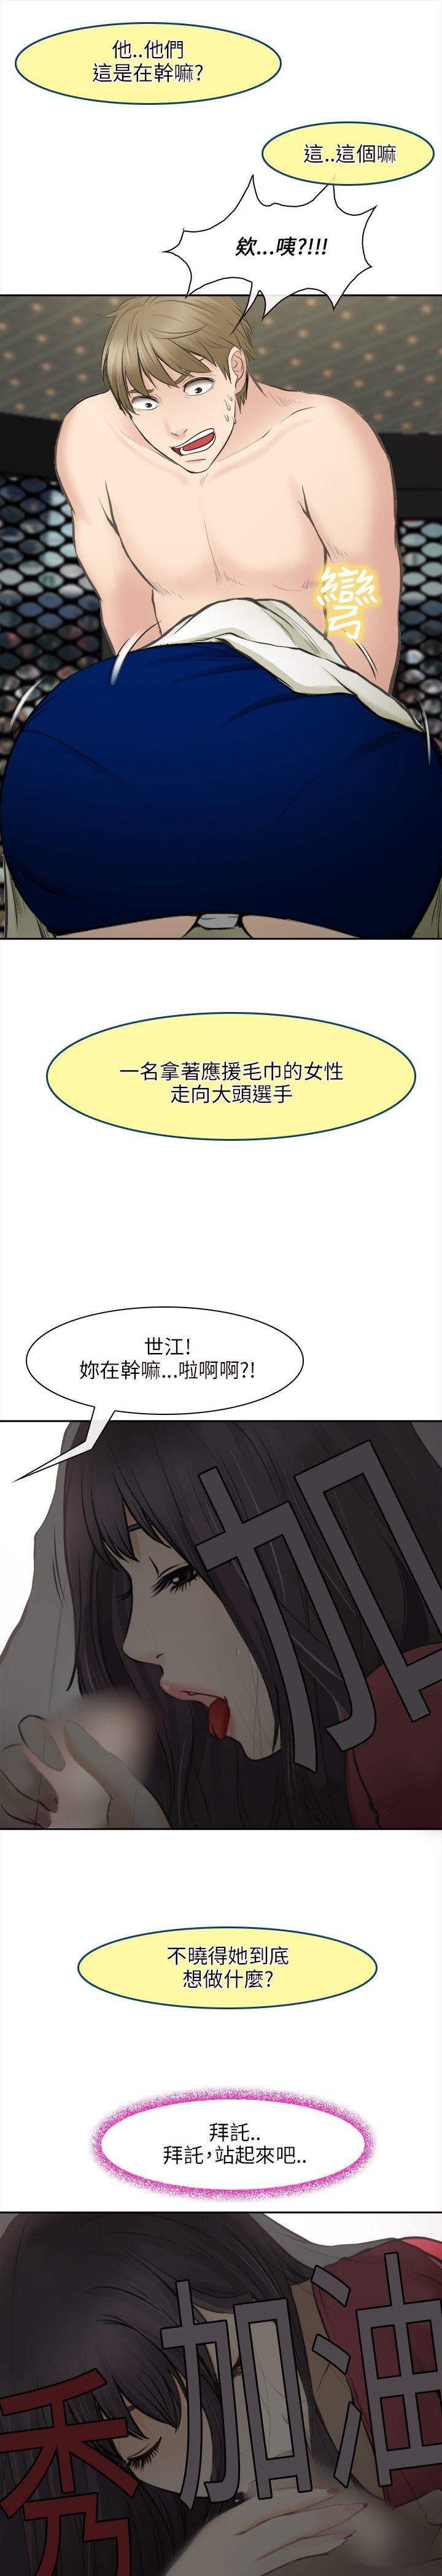 他..他們
這是在幹嘛?
這..這個嘛
欸...咦?!!!
彎
弓
一名拿著應援毛巾的女性
走向大頭選手
世江!
妳在幹嘛...啦啊啊?!
加
不曉得她到底
想做什麼?
拜託..
拜託,站起來吧..
秀
加油